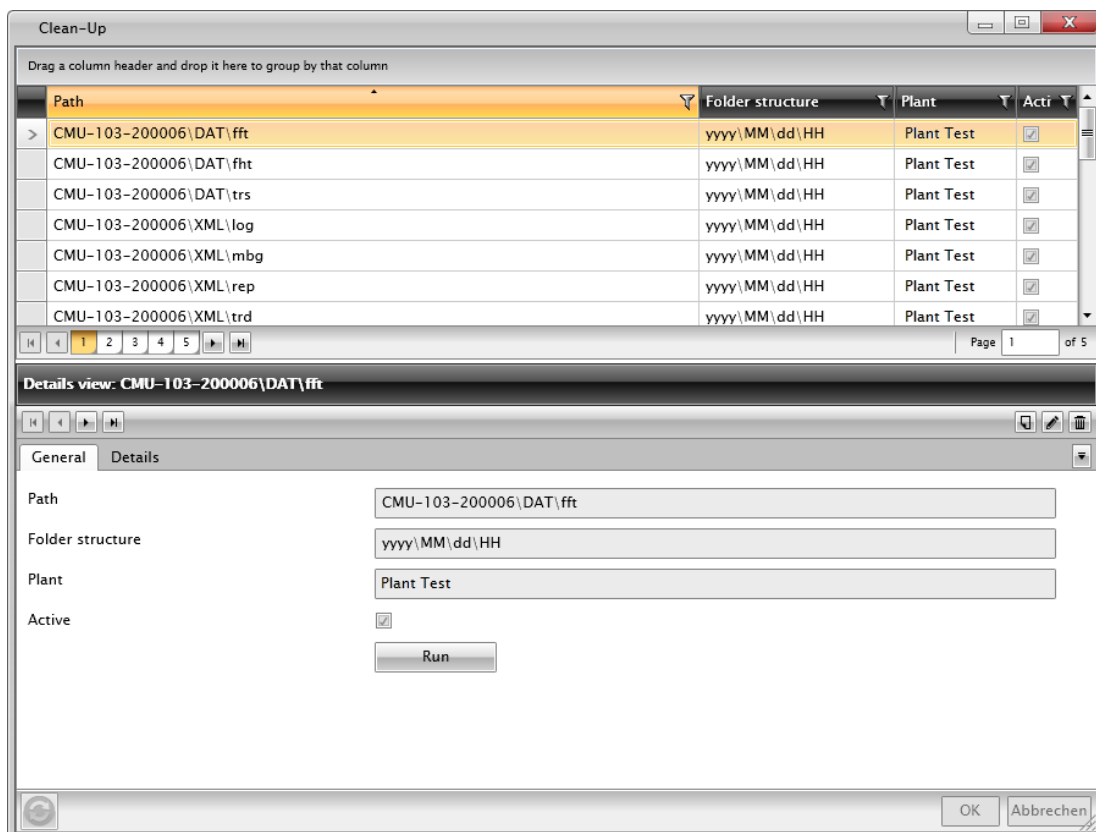 Clean-Up
Drag a column header and drop it here to group by that column
Path Folder structure Plant Acti
CMU-103-200006\DAT\fft yyyy\MM\dd\HH Plant Test
CMU-103-200006\DAT\fht yyyy\MM\dd\HH Plant Test
CMU-103-200006\DAT\trs yyyy\MM\dd\HH Plant Test
CMU-103-200006\XML\log yyyy\MM\dd\HH Plant Test
CMU-103-200006\XML\mbg yyyy\MM\dd\HH Plant Test
CMU-103-200006\XML\rep yyyy\MM\dd\HH Plant Test
CMU-103-200006\XML\trd yyyy\MM\dd\HH Plant Test
1 2 3 4 5 Page 1 of 5
Details view: CMU-103-200006\DAT\fft
General Details
Path CMU-103-200006\DAT\fft
Folder structure yyyy\MM\dd\HH
Plant Plant Test
Active
Run
OK Abbrechen